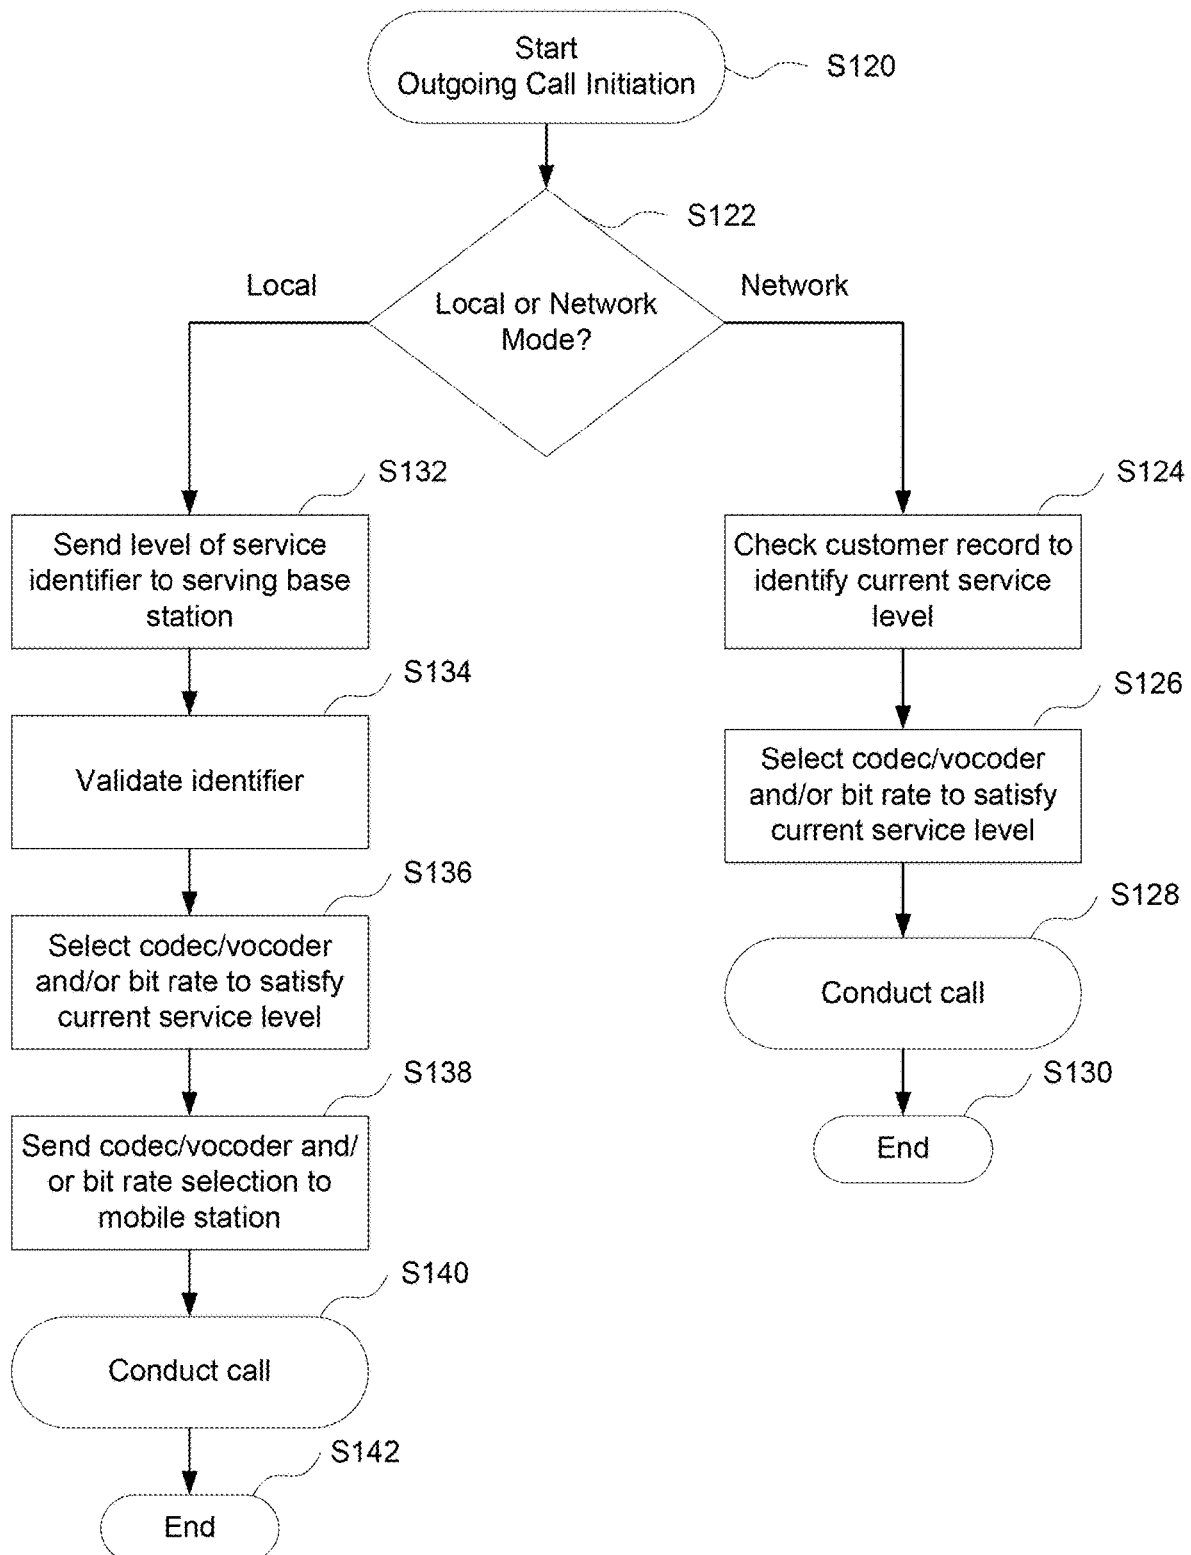 Start
Outgoing Call Initiation
S120
S122
Local
Network
Local or Network
Mode?
S132
Send level of service
identifier to serving base
station
S134
Validate identifier
S136
Select codec/vocoder
and/or bit rate to satisfy
current service level
S138
Send codec/vocoder and/
or bit rate selection to
mobile station
S140
Conduct call
S142
End
S124
Check customer record to
identify current service
level
S126
Select codec/vocoder
and/or bit rate to satisfy
current service level
S128
Conduct call
S130
End